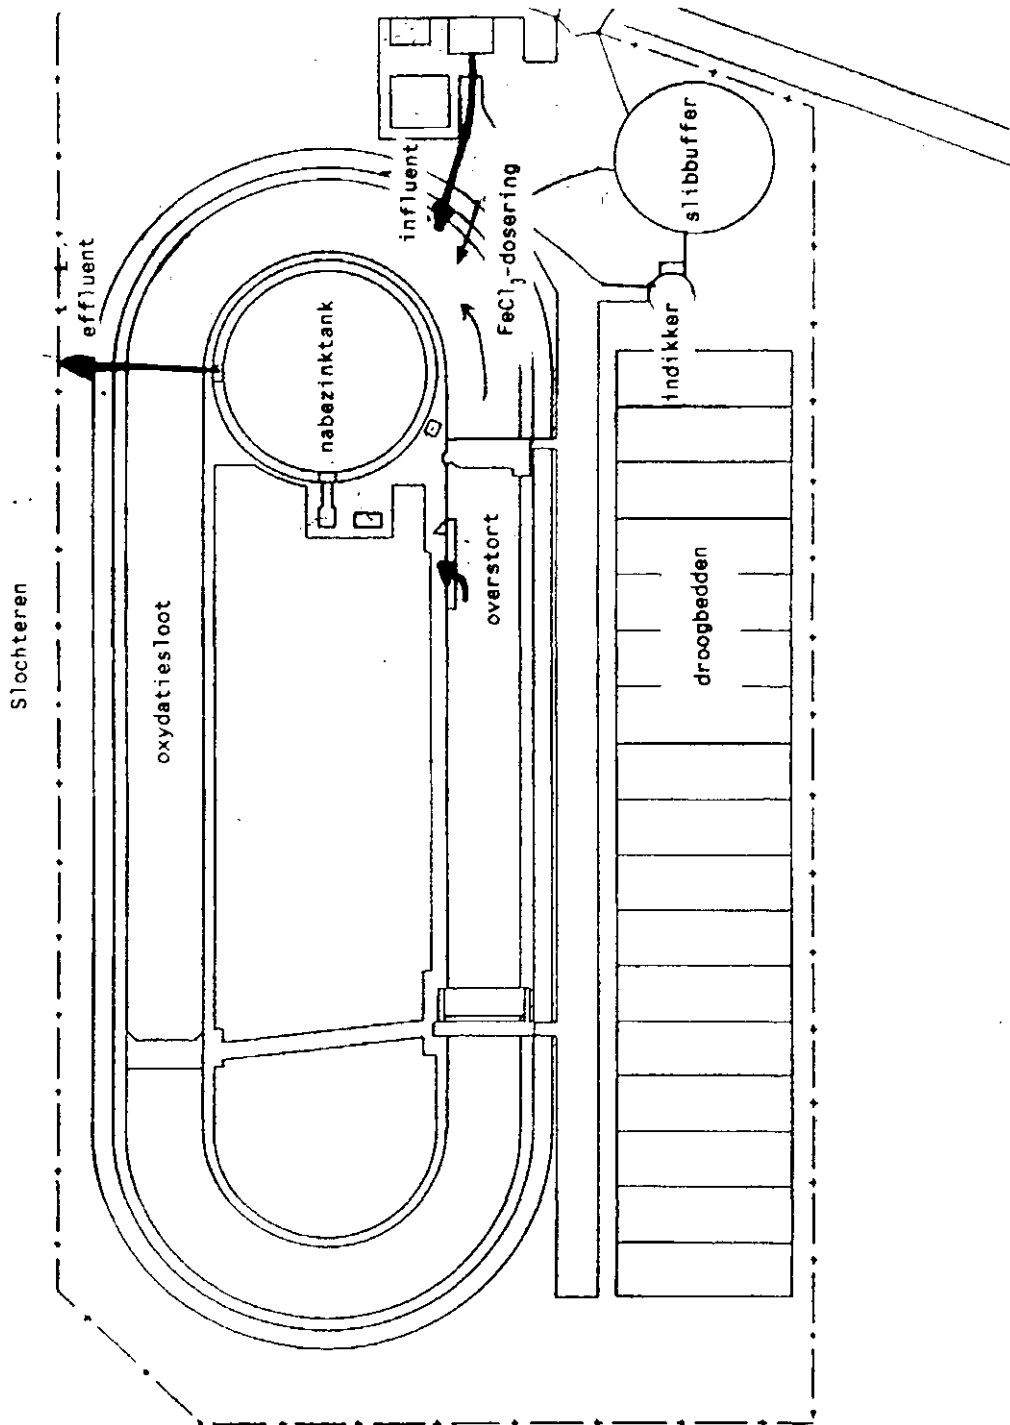 Slochteren
effluent
oxydatiesloot
nabezinktank
influent
FeCl3-dosering
overstort
slibbuffer
indikker
droogbedden